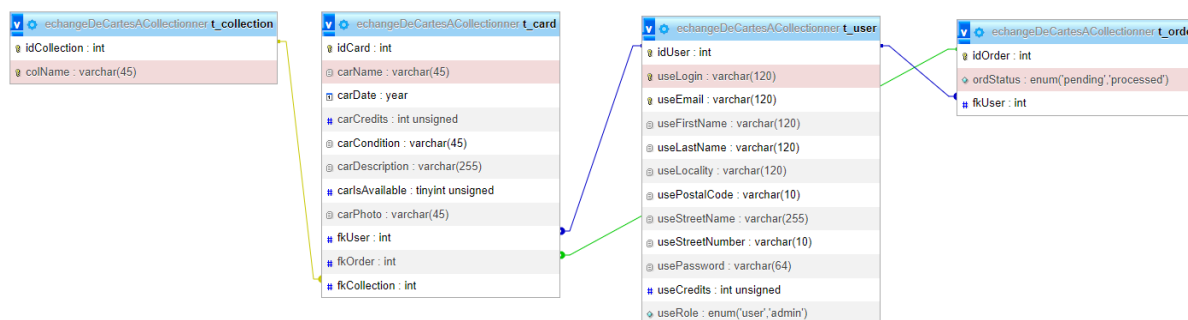 echangeDeCartesACollectionner t_collection
idCollection : int
colName : varchar(45)
echangeDeCartesACollectionner t_card
idCard : int
carName : varchar(45)
carDate : year
carCredits : int unsigned
carCondition : varchar(45)
carDescription : varchar(255)
carIsAvailable : tinyint unsigned
carPhoto : varchar(45)
fkUser : int
fkOrder : int
fkCollection : int
echangeDeCartesACollectionner t_user
idUser : int
useLogin : varchar(120)
useEmail : varchar(120)
useFirstName : varchar(120)
useLastName : varchar(120)
useLocality : varchar(120)
usePostalCode : varchar(10)
useStreetName : varchar(255)
useStreetNumber : varchar(10)
usePassword : varchar(64)
useCredits : int unsigned
useRole : enum('user','admin')
echangeDeCartesACollectionner t_orde
idOrder : int
ordStatus : enum('pending','processed')
fkUser : int